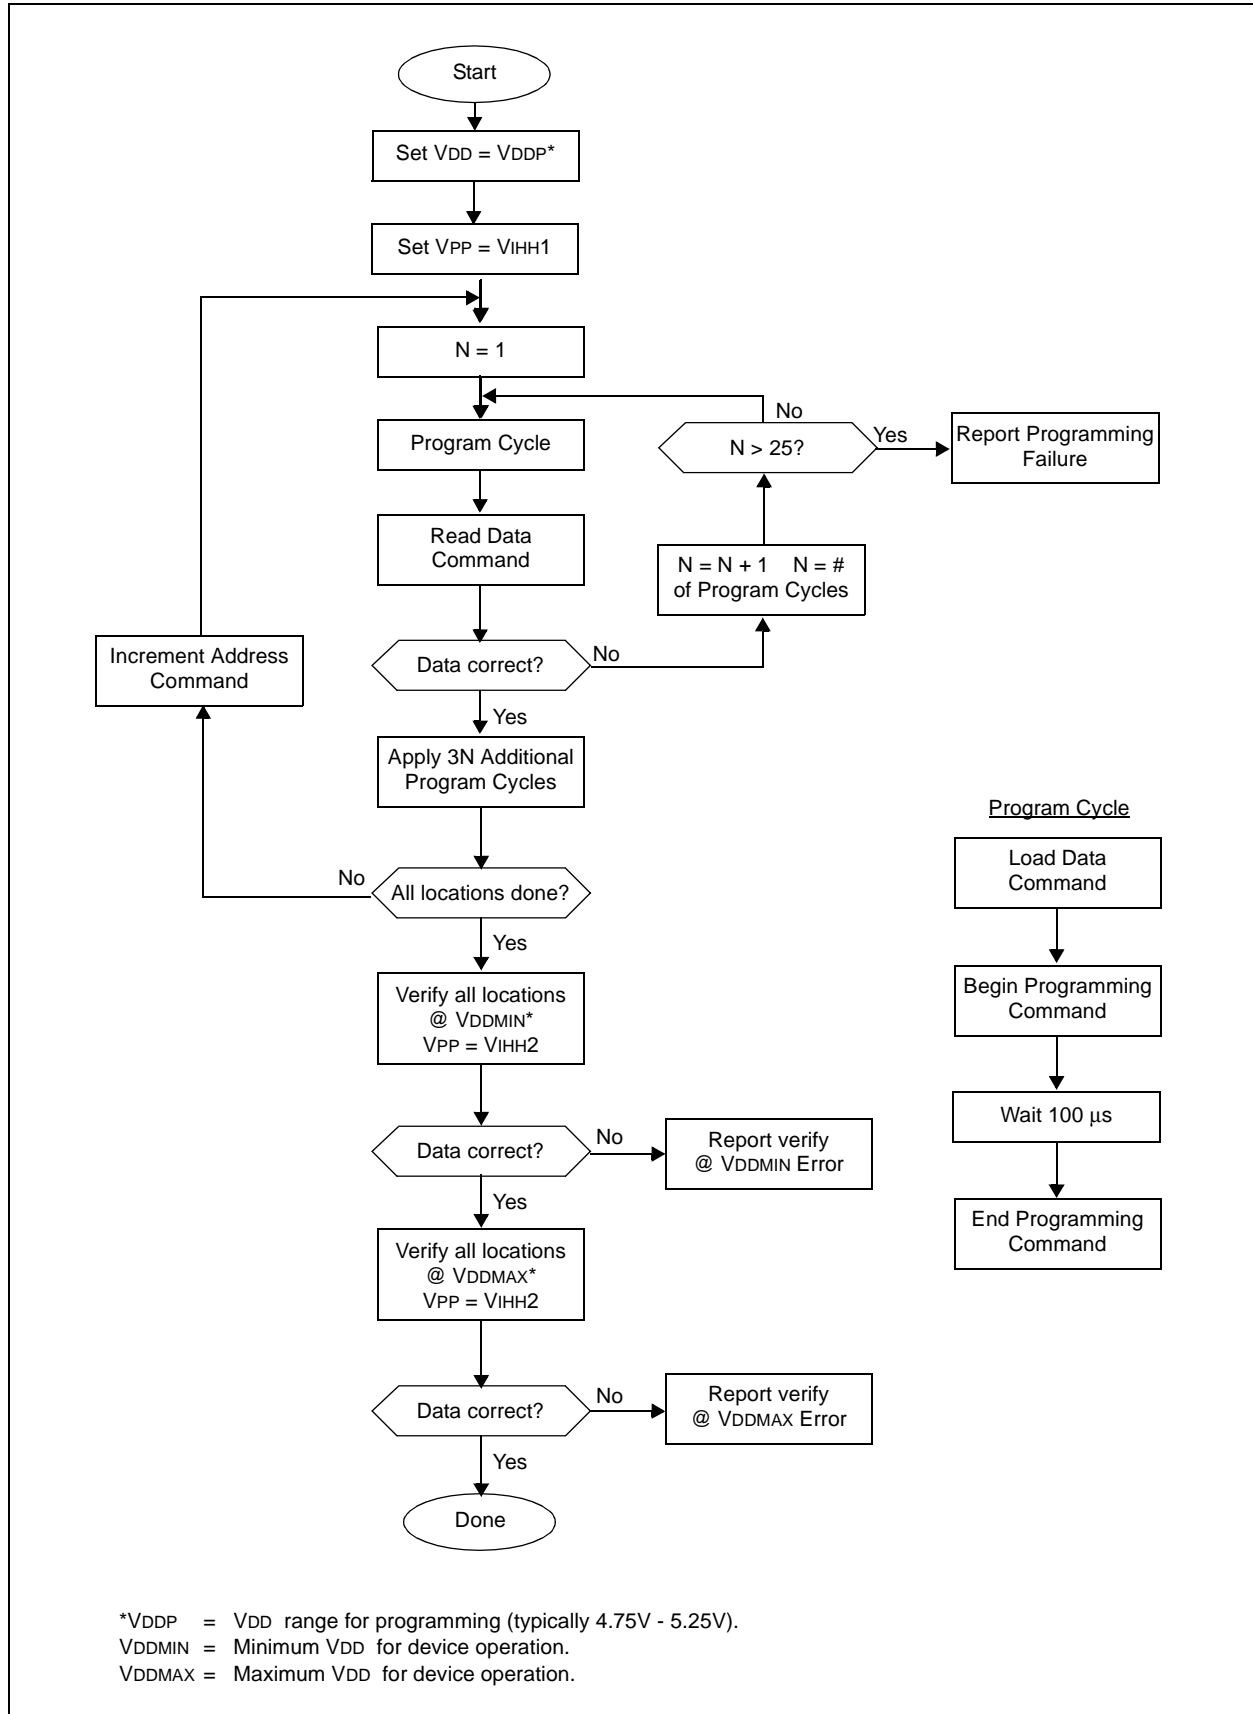 Start
Set VDD = VDDP*
Set VPP = VIHH1
N = 1
No
Program Cycle
N > 25?
Yes
Report Programming
Failure
Read Data
Command
N = N + 1 N = #
of Program Cycles
Increment Address
Command
Data correct?
No
Yes
Apply 3N Additional
Program Cycles
No
All locations done?
Yes
Verify all locations
@ VDDMIN*
VPP = VIHH2
Data correct?
No
Report verify
@ VDDMIN Error
Yes
Verify all locations
@ VDDMAX*
VPP = VIHH2
Data correct?
No
Report verify
@ VDDMAX Error
Yes
Done
Program Cycle
Load Data
Command
Begin Programming
Command
Wait 100 µs
End Programming
Command
*VDDP = VDD range for programming (typically 4.75V - 5.25V).
VDDMIN = Minimum VDD for device operation.
VDDMAX = Maximum VDD for device operation.